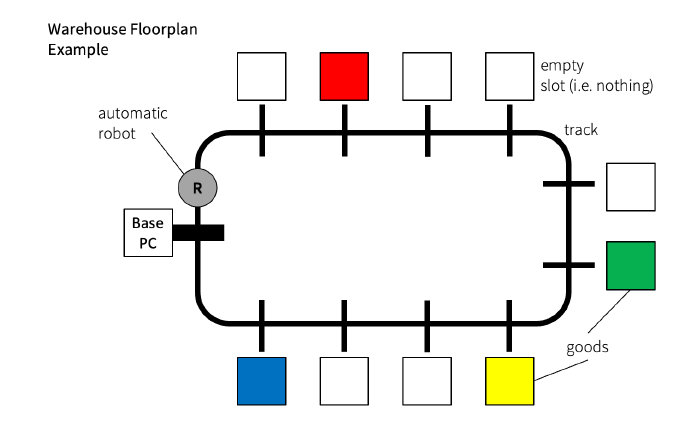 Warehouse Floorplan
Example
empty
slot (i.e. nothing)
automatic
robot
track
R
Base
PC
goods